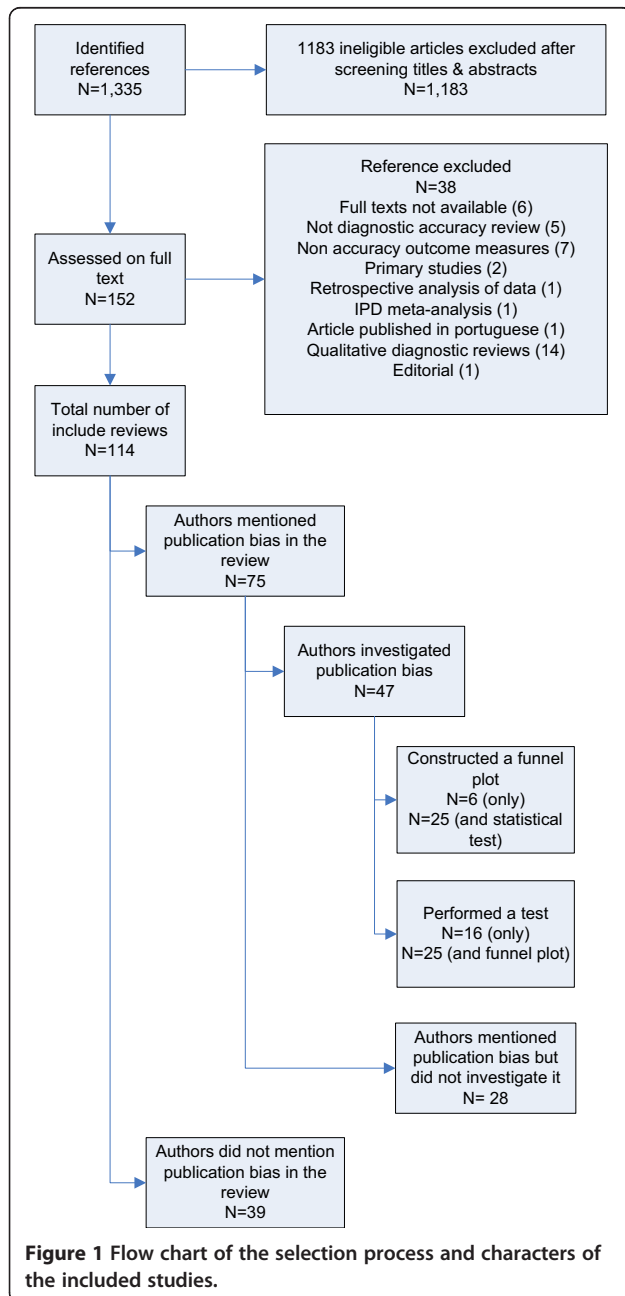 Identified
references
N=1,335
1183 ineligible articles excluded after
screening titles & abstracts
N=1,183
Reference excluded
N=38
Full texts not available (6)
Not diagnostic accuracy review (5)
Non accuracy outcome measures (7)
Primary studies (2)
Retrospective analysis of data (1)
IPD meta-analysis (1)
Article published in portuguese (1)
Qualitative diagnostic reviews (14)
Editorial (1)
Assessed on full
text
N=152
Total number of
include reviews
N=114
Authors mentioned
publication bias in the
review
N=75
Authors investigated
publication bias
N=47
Constructed a funnel
plot
N=6 (only)
N=25 (and statistical
test)
Performed a test
N=16 (only)
N=25 (and funnel plot)
Authors mentioned
publication bias but
did not investigate it
N= 28
Authors did not mention
publication bias in the
review
N=39
Figure 1 Flow chart of the selection process and characters of
the included studies.